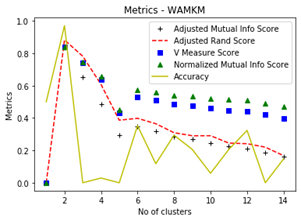 Metrics - WAMKM
Adjusted Mutual Info Score
Adjusted Rand Score
V Measure Score
Normalized Mutual Info Score
Accuracy
Metrics
1.0
0.8
0.6
0.4
0.2
0.0
2 4 6 8 10 12 14
No of clusters